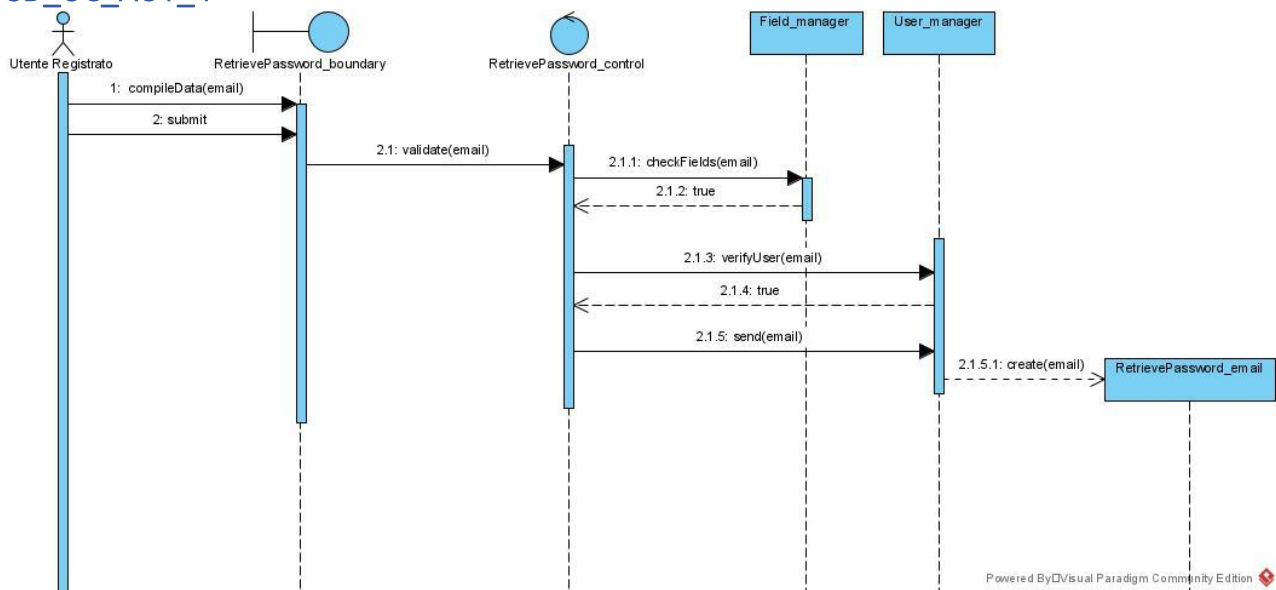 Field_manager
User_manager
Utente Registrato
RetrievePassword_boundary
RetrievePassword_control
1: compileData(email)
2: submit
2.1: validate(email)
2.1.1: checkFields(email)
2.1.2: true
2.1.3: verifyUser(email)
2.1.4: true
2.1.5: send(email)
2.1.5.1: create(email)
RetrievePassword_email
Powered By Visual Paradigm Community Edition